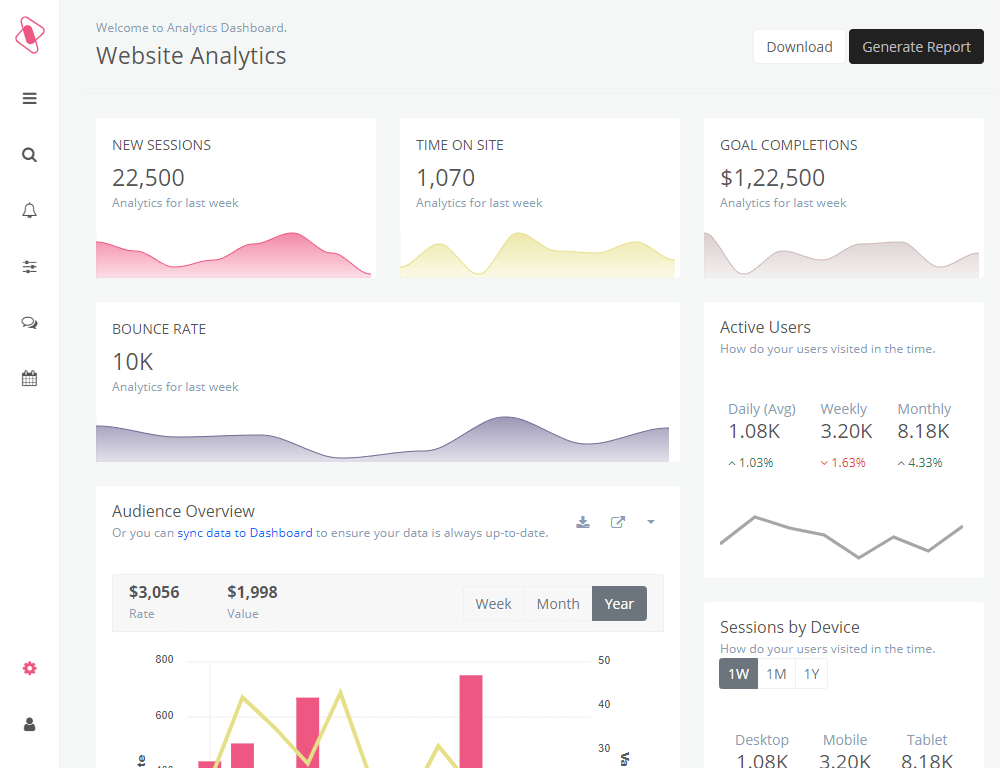 Welcome to Analytics Dashboard.
Website Analytics
Download
Generate Report
NEW SESSIONS
22,500
Analytics for last week
TIME ON SITE
1,070
Analytics for last week
GOAL COMPLETIONS
$1,22,500
Analytics for last week
BOUNCE RATE
10K
Analytics for last week
Active Users
How do your users visited in the time.
Daily (Avg)
1.08K
1.03%
Weekly
3.20K
1.63%
Monthly
8.18K
4.33%
Audience Overview
Or you can sync data to Dashboard to ensure your data is always up-to-date.
$3,056
Rate
$1,998
Value
Week
Month
Year
800
600
50
40
30
Sessions by Device
How do your users visited in the time.
1W
1M
1Y
Desktop
1.08K
Mobile
3.20K
Tablet
8.18K